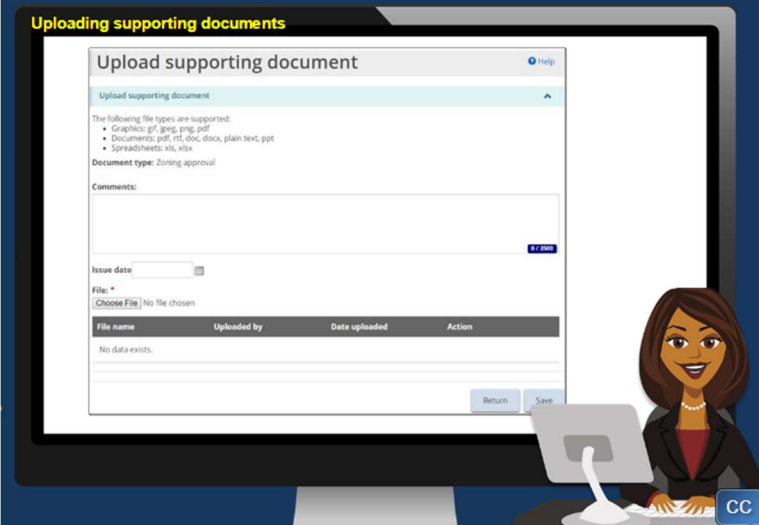 Uploading supporting documents
Upload supporting document
Help
Upload supporting document
The following file types are supported:
Graphics: gif, jpeg, png, pdf
Documents: pdf, rtf, doc, docx, plain text, ppt
Spreadsheets: xls, xlsx
Document type: Zoning approval
Comments:
0 / 3500
Issue date
File: *
Choose File No file chosen
File name Uploaded by Date uploaded Action
No data exists.
Return Save
CC